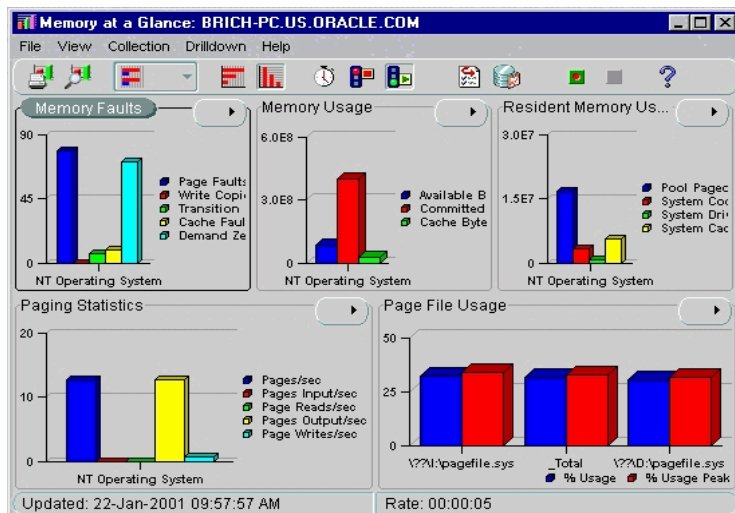 Memory at a Glance: BRICH-PC.US.ORACLE.COM
File View Collection Drilldown Help
Memory Faults
90
45
0
Page Faults
Write Copi
Transition
Cache Faul
Demand Ze
NT Operating System
Memory Usage
6.0E8
3.0E8
0
Available B
Committed
Cache Byte
NT Operating System
Resident Memory Us...
3.0E7
1.5E7
0
Pool Paged
System Cod
System Dri
System Cac
NT Operating System
Paging Statistics
20
10
0
Pages/sec
Pages Input/sec
Page Reads/sec
Pages Output/sec
Page Writes/sec
NT Operating System
Page File Usage
50
25
0
\??\I:\pagefile.sys _Total \??\D:\pagefile.sys
% Usage % Usage Peak
Updated: 22-Jan-2001 09:57:57 AM
Rate: 00:00:05